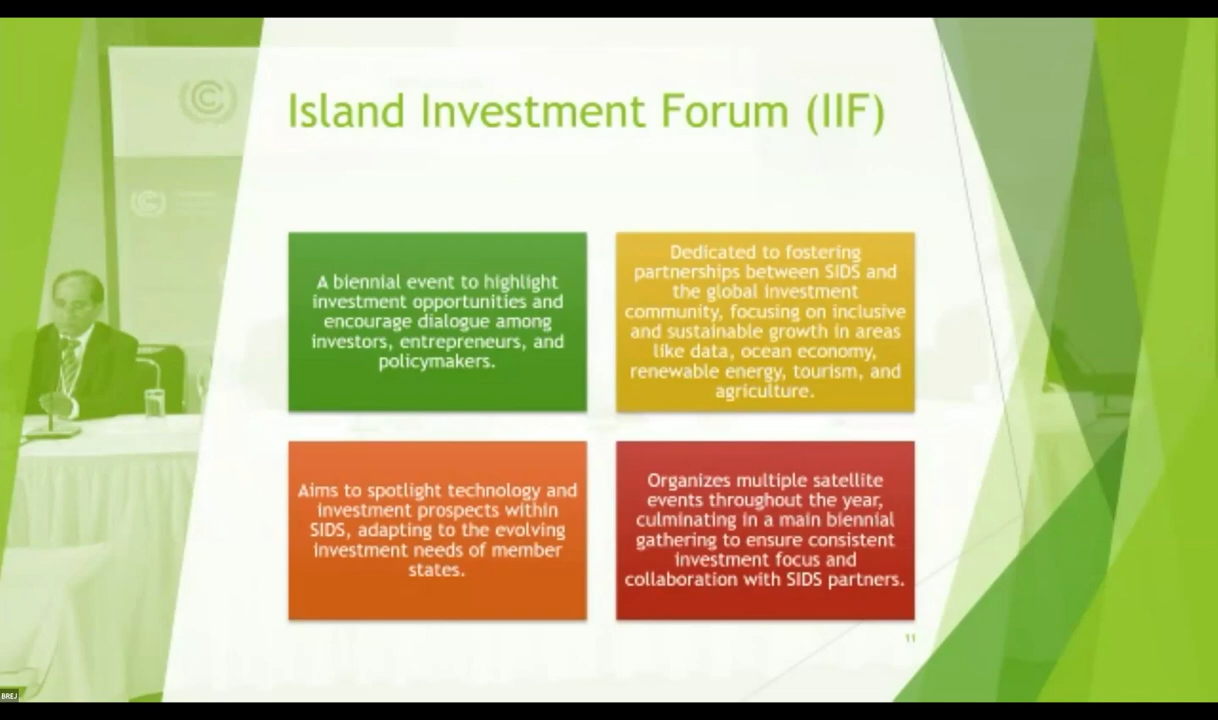 Island Investment Forum (IIF)
A biennial event to highlight
investment opportunities and
encourage dialogue among
investors, entrepreneurs, and
policymakers.
Dedicated to fostering
partnerships between SIDS and
the global investment
community, focusing on inclusive
and sustainable growth in areas
like data, ocean economy,
renewable energy, tourism, and
agriculture.
Aims to spotlight technology and
investment prospects within
SIDS, adapting to the evolving
investment needs of member
states.
Organizes multiple satellite
events throughout the year,
culminating in a main biennial
gathering to ensure consistent
investment focus and
collaboration with SIDS partners.
11
BREJ